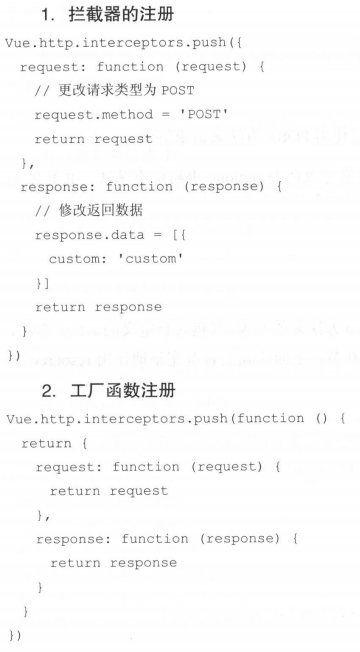 1. 拦截器的注册
Vue.http.interceptors.push({
  request: function (request) {
    // 更改请求类型为 POST
    request.method = 'POST'
    return request
  },
  response: function (response) {
    // 修改返回数据
    response.data = [{
      custom: 'custom'
    }]
    return response
  }
})
2. 工厂函数注册
Vue.http.interceptors.push(function () {
  return {
    request: function (request) {
      return request
    },
    response: function (response) {
      return response
    }
  }
})